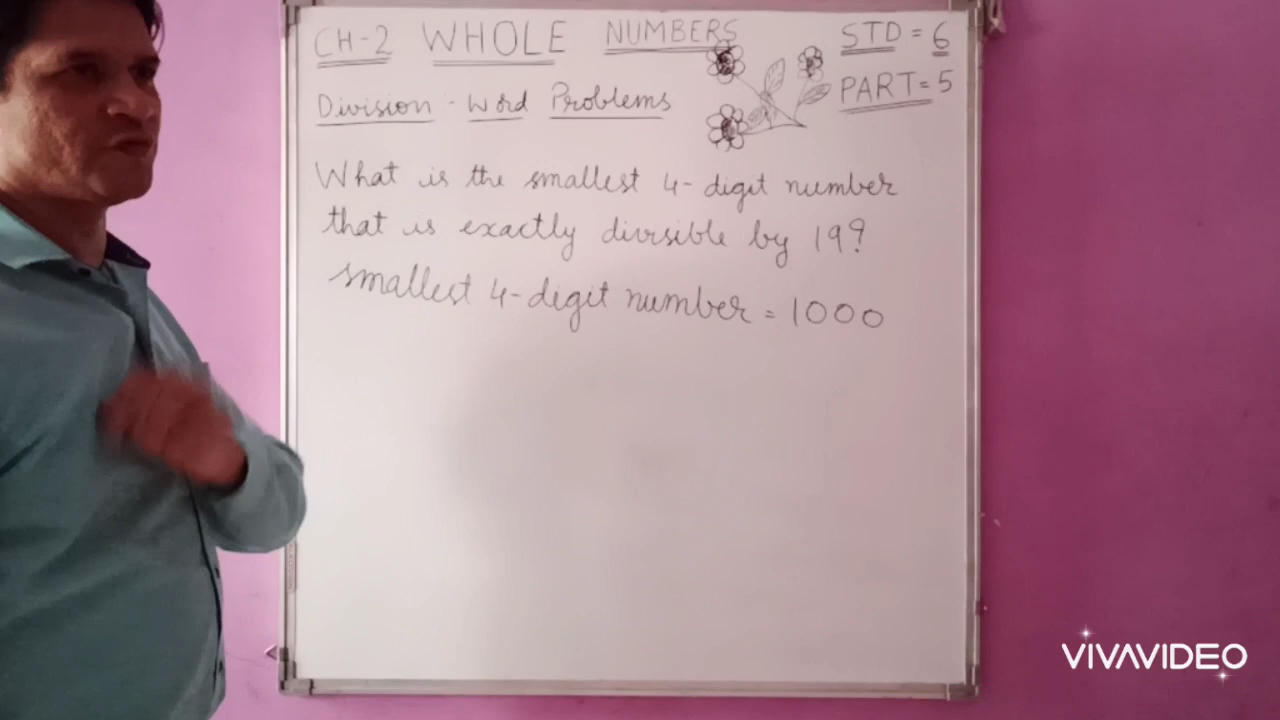 CH-2 WHOLE NUMBERS STD = 6
PART = 5
Division - Word Problems
What is the smallest 4-digit number
that is exactly divisible by 19?
smallest 4-digit number = 1000
VIVAVIDEO